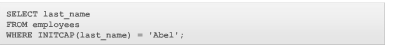 SELECT last_name
FROM employees
WHERE INITCAP(last_name) = 'Abel';